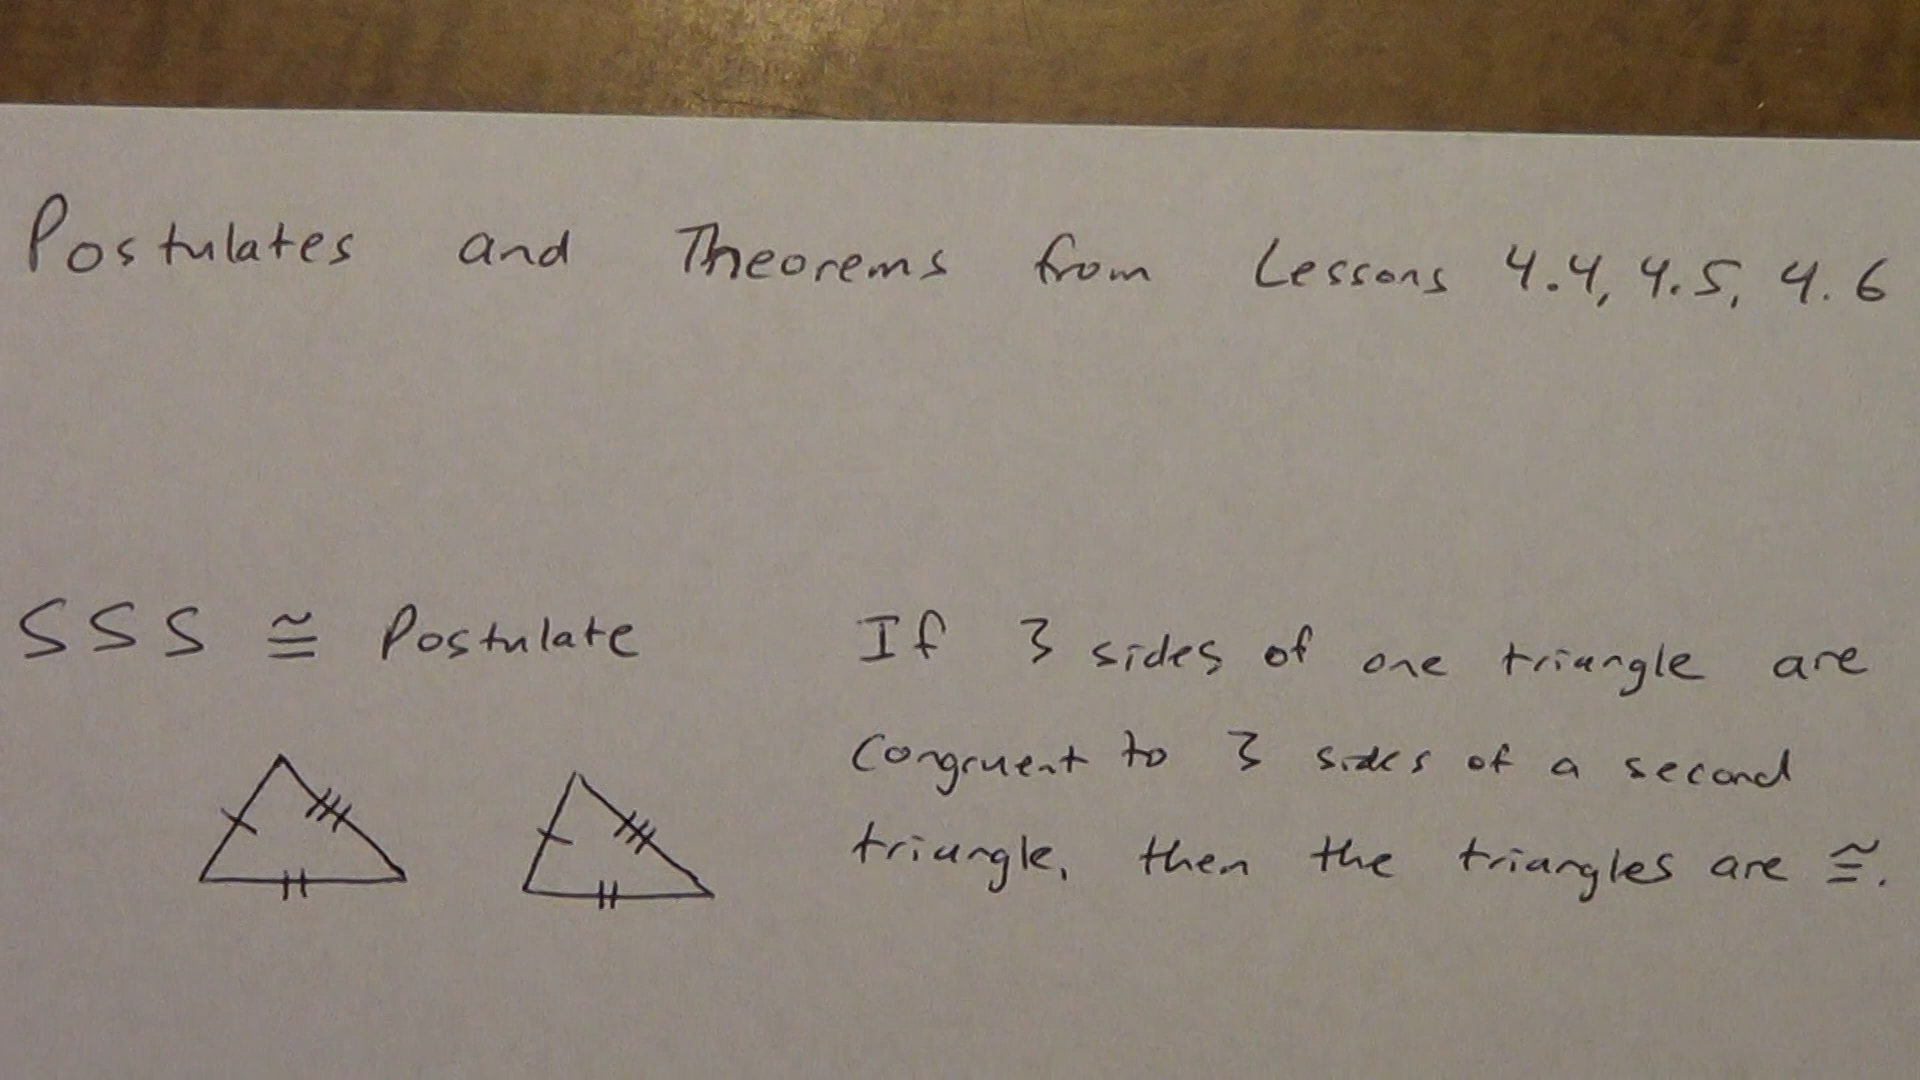 Postulates and Theorems from Lessons 4.4, 4.5, 4.6
SSS ≅ Postulate
If 3 sides of one triangle are
congruent to 3 sides of a second
triangle, then the triangles are ≅.